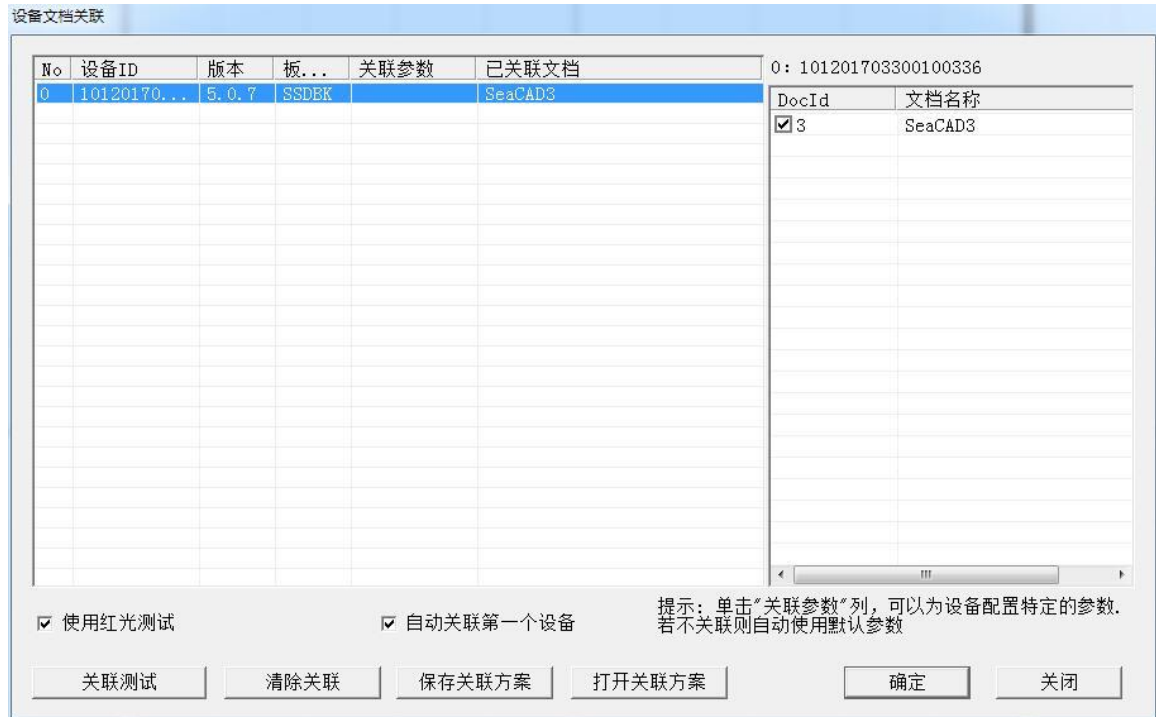 设备文档关联
No 设备ID 版本 板... 关联参数 已关联文档
0 10120170... 5.0.7 SSDBK SeaCAD3
0: 101201703300100336
DocId 文档名称
3 SeaCAD3
使用红光测试
自动关联第一个设备
提示: 单击"关联参数"列, 可以为设备配置特定的参数.
若不关联则自动使用默认参数
关联测试 清除关联 保存关联方案 打开关联方案 确定 关闭